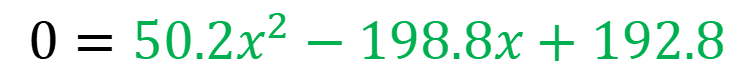 0 = 50.2x² − 198.8x + 192.8